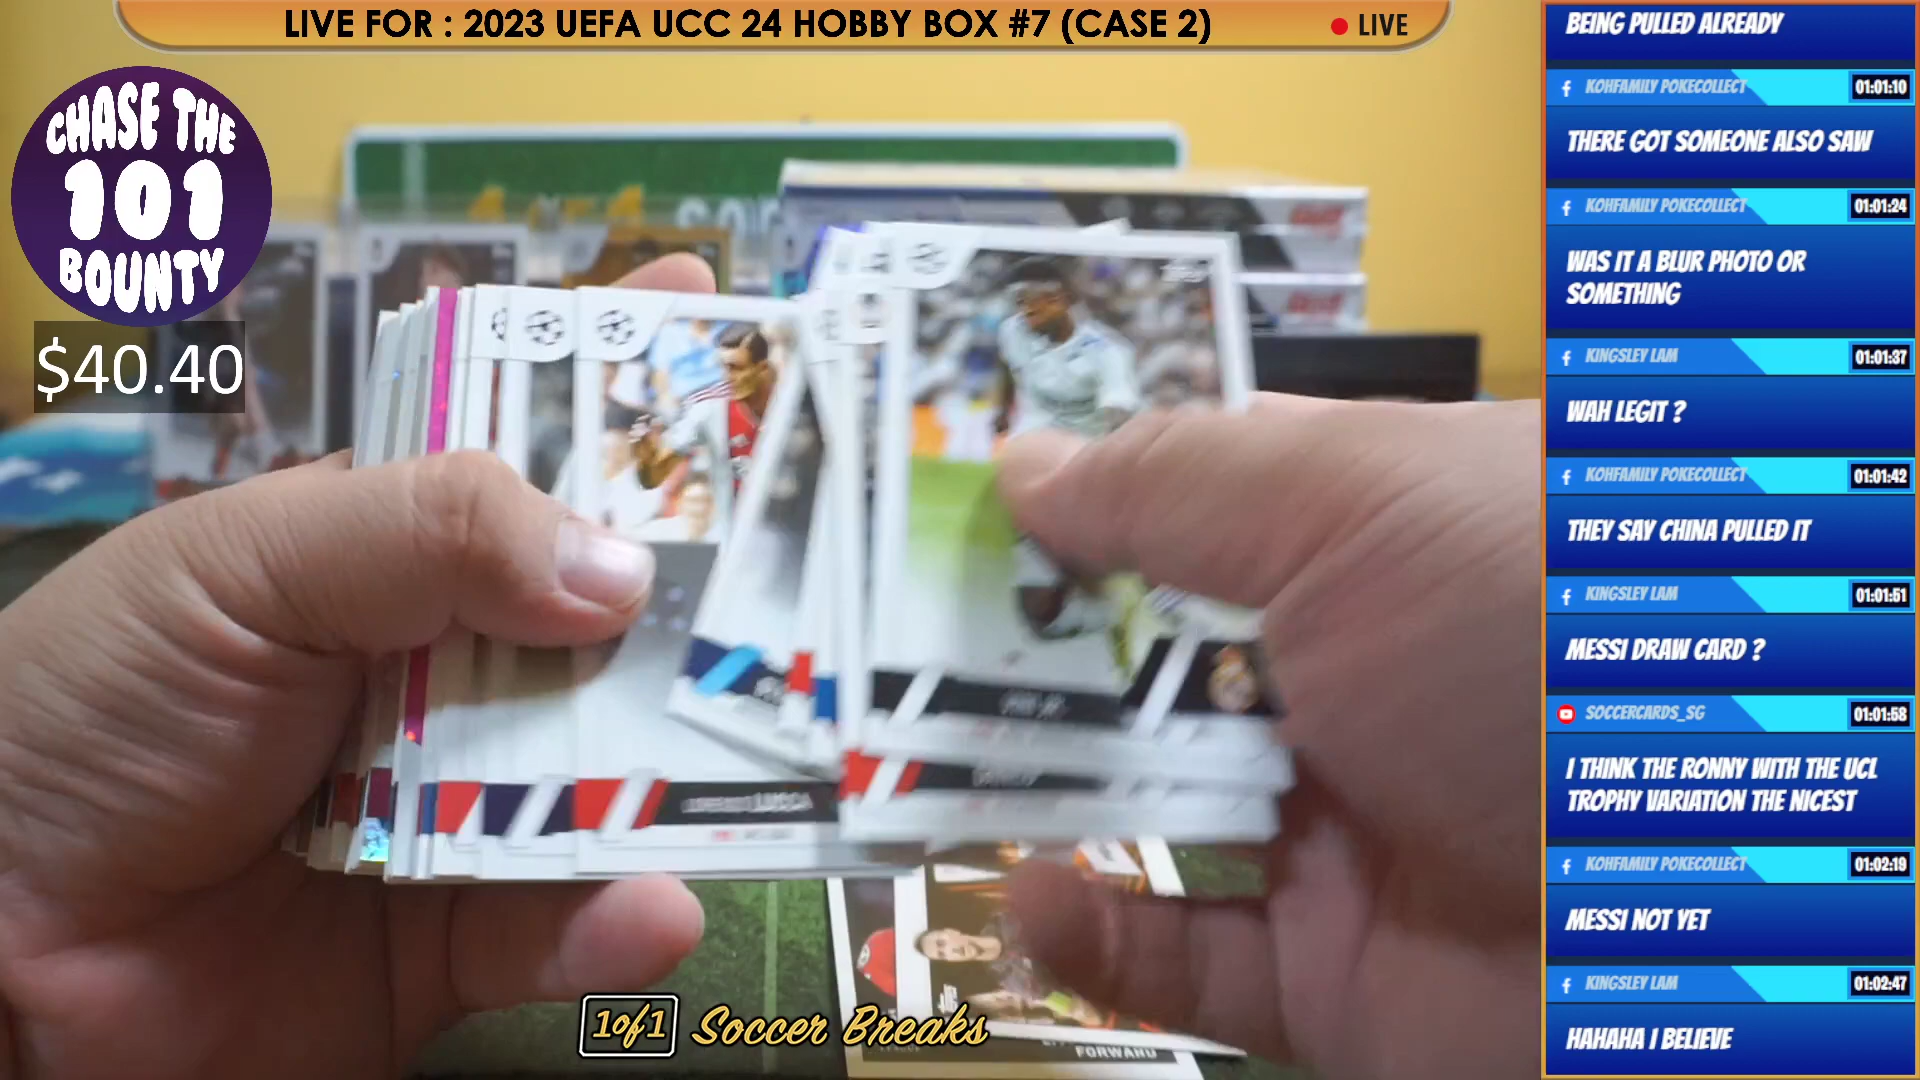 LIVE FOR : 2023 UEFA UCC 24 HOBBY BOX #7 (CASE 2)
LIVE
CHASE THE
101
BOUNTY
$40.40
LUCCA
FORWARD
1of1 Soccer Breaks
BEING PULLED ALREADY
KOHFAMILY POKECOLLECT 01:01:10
THERE GOT SOMEONE ALSO SAW
KOHFAMILY POKECOLLECT 01:01:24
WAS IT A BLUR PHOTO OR
SOMETHING
KINGSLEY LAM 01:01:37
WAH LEGIT ?
KOHFAMILY POKECOLLECT 01:01:42
THEY SAY CHINA PULLED IT
KINGSLEY LAM 01:01:51
MESSI DRAW CARD ?
SOCCERCARDS_SG 01:01:58
I THINK THE RONNY WITH THE UCL
TROPHY VARIATION THE NICEST
KOHFAMILY POKECOLLECT 01:02:19
MESSI NOT YET
KINGSLEY LAM 01:02:47
HAHAHA I BELIEVE